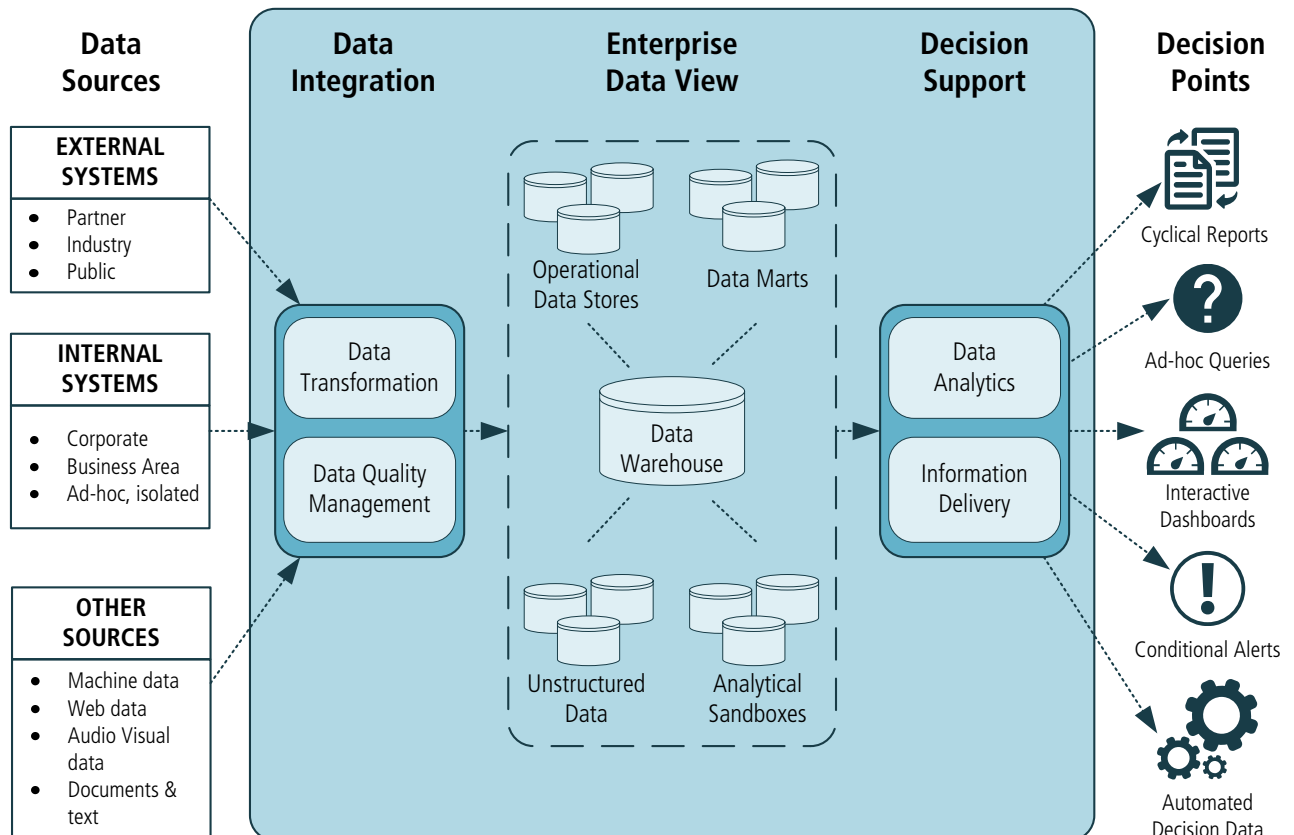 Data
Sources
Data
Integration
Enterprise
Data View
Decision
Support
Decision
Points
EXTERNAL
SYSTEMS
• Partner
• Industry
• Public
INTERNAL
SYSTEMS
• Corporate
• Business Area
• Ad-hoc, isolated
OTHER
SOURCES
• Machine data
• Web data
• Audio Visual
data
• Documents &
text
Data
Transformation
Data Quality
Management
Operational
Data Stores
Data Marts
Data
Warehouse
Unstructured
Data
Analytical
Sandboxes
Data
Analytics
Information
Delivery
Cyclical Reports
?
Ad-hoc Queries
Interactive
Dashboards
!
Conditional Alerts
Automated
Decision Data